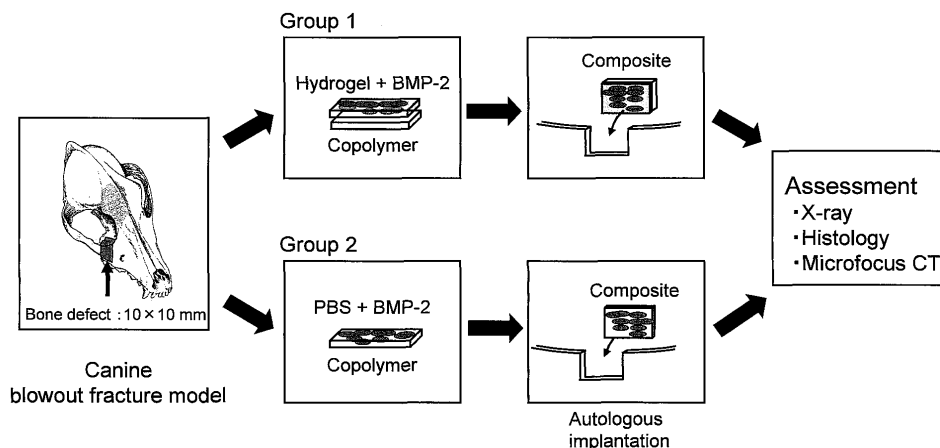 Group 1
Hydrogel + BMP-2
Copolymer
Composite
Bone defect : 10 × 10 mm
Canine
blowout fracture model
Group 2
PBS + BMP-2
Copolymer
Composite
Autologous
implantation
Assessment
・X-ray
・Histology
・Microfocus CT